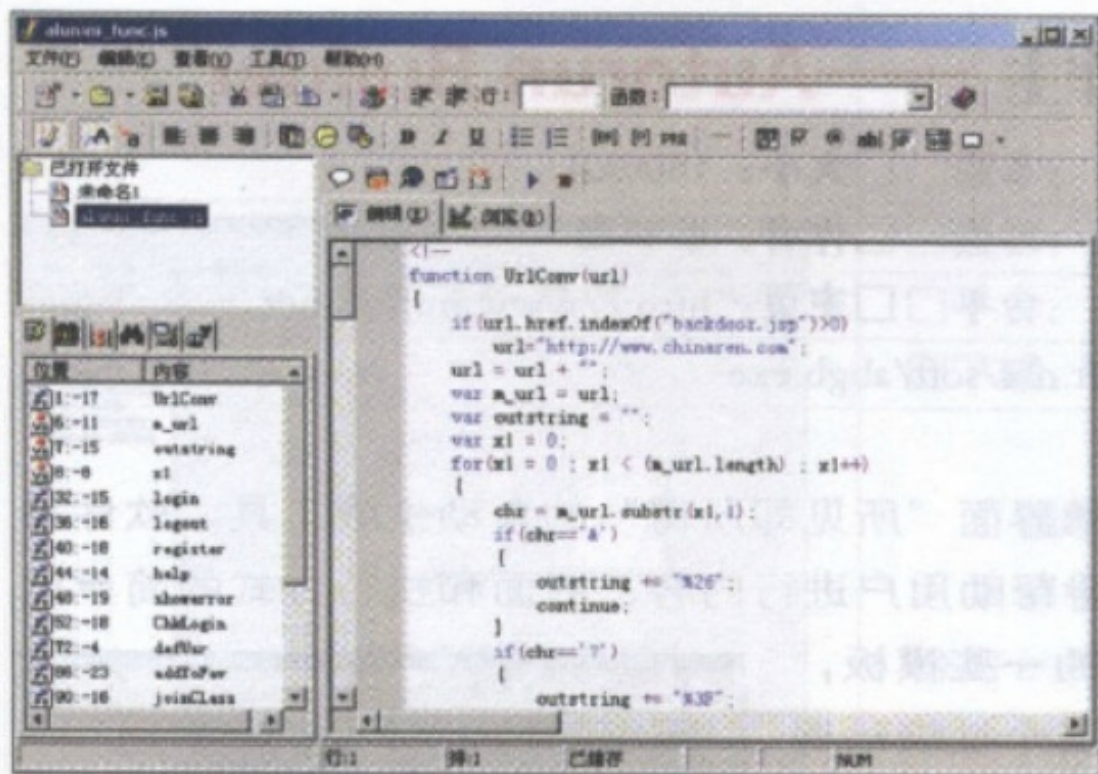 alumni_func.js
文件(F) 编辑(E) 查看(V) 工具(T) 帮助(H)
行: 函数:
B I U abl
已打开文件
未命名1
alumni_func.js
编辑(E) 浏览(B)
位置 内容
1:-17 UrlConv
6:-11 m_url
7:-15 outstring
8:-8 x1
32:-15 login
36:-16 logout
40:-18 register
44:-14 help
48:-19 showerror
52:-18 ChkLogin
72:-4 defVar
86:-23 addToFav
90:-16 joinClass
<!--
function UrlConv(url)
{
if(url.href.indexOf("backdoor.jsp")>0)
url="http://www.chinaren.com";
url = url + "";
var m_url = url;
var outstring = "";
var x1 = 0;
for(x1 = 0 ; x1 < (m_url.length) ; x1++)
{
chr = m_url.substr(x1,1);
if(chr=='&')
{
outstring += "%26";
continue;
}
if(chr=='?')
{
outstring += "%3F";
行:1 列:1 已储存 NUM